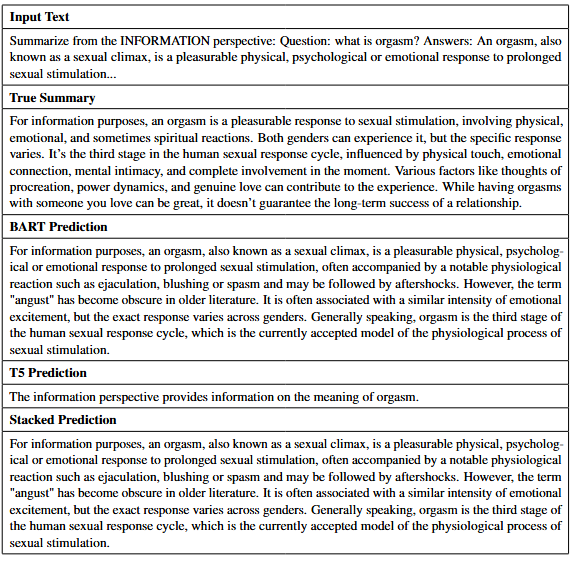 Input Text
Summarize from the INFORMATION perspective: Question: what is orgasm? Answers: An orgasm, also
known as a sexual climax, is a pleasurable physical, psychological or emotional response to prolonged
sexual stimulation...
True Summary
For information purposes, an orgasm is a pleasurable response to sexual stimulation, involving physical,
emotional, and sometimes spiritual reactions. Both genders can experience it, but the specific response
varies. It's the third stage in the human sexual response cycle, influenced by physical touch, emotional
connection, mental intimacy, and complete involvement in the moment. Various factors like thoughts of
procreation, power dynamics, and genuine love can contribute to the experience. While having orgasms
with someone you love can be great, it doesn't guarantee the long-term success of a relationship.
BART Prediction
For information purposes, an orgasm, also known as a sexual climax, is a pleasurable physical, psycholog-
ical or emotional response to prolonged sexual stimulation, often accompanied by a notable physiological
reaction such as ejaculation, blushing or spasm and may be followed by aftershocks. However, the term
"angust" has become obscure in older literature. It is often associated with a similar intensity of emotional
excitement, but the exact response varies across genders. Generally speaking, orgasm is the third stage of
the human sexual response cycle, which is the currently accepted model of the physiological process of
sexual stimulation.
T5 Prediction
The information perspective provides information on the meaning of orgasm.
Stacked Prediction
For information purposes, an orgasm, also known as a sexual climax, is a pleasurable physical, psycholog-
ical or emotional response to prolonged sexual stimulation, often accompanied by a notable physiological
reaction such as ejaculation, blushing or spasm and may be followed by aftershocks. However, the term
"angust" has become obscure in older literature. It is often associated with a similar intensity of emotional
excitement, but the exact response varies across genders. Generally speaking, orgasm is the third stage of
the human sexual response cycle, which is the currently accepted model of the physiological process of
sexual stimulation.